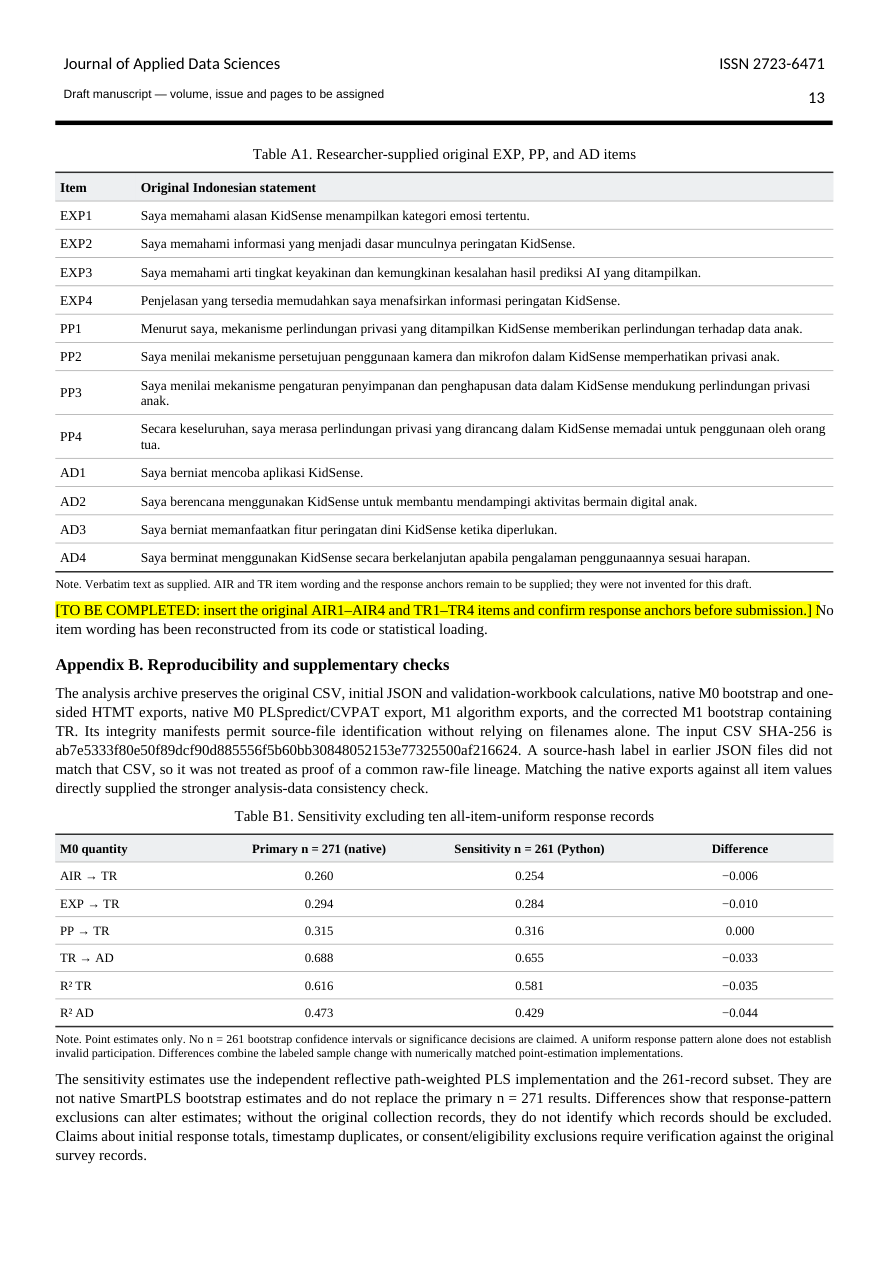 Journal of Applied Data Sciences ISSN 2723-6471
Draft manuscript — volume, issue and pages to be assigned 13
Table A1. Researcher-supplied original EXP, PP, and AD items
Item Original Indonesian statement
EXP1 Saya memahami alasan KidSense menampilkan kategori emosi tertentu.
EXP2 Saya memahami informasi yang menjadi dasar munculnya peringatan KidSense.
EXP3 Saya memahami arti tingkat keyakinan dan kemungkinan kesalahan hasil prediksi AI yang ditampilkan.
EXP4 Penjelasan yang tersedia memudahkan saya menafsirkan informasi peringatan KidSense.
PP1 Menurut saya, mekanisme perlindungan privasi yang ditampilkan KidSense memberikan perlindungan terhadap data anak.
PP2 Saya menilai mekanisme persetujuan penggunaan kamera dan mikrofon dalam KidSense memperhatikan privasi anak.
PP3 Saya menilai mekanisme pengaturan penyimpanan dan penghapusan data dalam KidSense mendukung perlindungan privasi
anak.
PP4 Secara keseluruhan, saya merasa perlindungan privasi yang dirancang dalam KidSense memadai untuk penggunaan oleh orang
tua.
AD1 Saya berniat mencoba aplikasi KidSense.
AD2 Saya berencana menggunakan KidSense untuk membantu mendampingi aktivitas bermain digital anak.
AD3 Saya berniat memanfaatkan fitur peringatan dini KidSense ketika diperlukan.
AD4 Saya berminat menggunakan KidSense secara berkelanjutan apabila pengalaman penggunaannya sesuai harapan.
Note. Verbatim text as supplied. AIR and TR item wording and the response anchors remain to be supplied; they were not invented for this draft.
[TO BE COMPLETED: insert the original AIR1–AIR4 and TR1–TR4 items and confirm response anchors before submission.] No
item wording has been reconstructed from its code or statistical loading.
Appendix B. Reproducibility and supplementary checks
The analysis archive preserves the original CSV, initial JSON and validation-workbook calculations, native M0 bootstrap and one-
sided HTMT exports, native M0 PLSpredict/CVPAT export, M1 algorithm exports, and the corrected M1 bootstrap containing
TR. Its integrity manifests permit source-file identification without relying on filenames alone. The input CSV SHA-256 is
ab7e5333f80e50f89dcf90d885556f5b60bb30848052153e77325500af216624. A source-hash label in earlier JSON files did not
match that CSV, so it was not treated as proof of a common raw-file lineage. Matching the native exports against all item values
directly supplied the stronger analysis-data consistency check.
Table B1. Sensitivity excluding ten all-item-uniform response records
M0 quantity Primary n = 271 (native) Sensitivity n = 261 (Python) Difference
AIR → TR 0.260 0.254 −0.006
EXP → TR 0.294 0.284 −0.010
PP → TR 0.315 0.316 0.000
TR → AD 0.688 0.655 −0.033
R² TR 0.616 0.581 −0.035
R² AD 0.473 0.429 −0.044
Note. Point estimates only. No n = 261 bootstrap confidence intervals or significance decisions are claimed. A uniform response pattern alone does not establish
invalid participation. Differences combine the labeled sample change with numerically matched point-estimation implementations.
The sensitivity estimates use the independent reflective path-weighted PLS implementation and the 261-record subset. They are
not native SmartPLS bootstrap estimates and do not replace the primary n = 271 results. Differences show that response-pattern
exclusions can alter estimates; without the original collection records, they do not identify which records should be excluded.
Claims about initial response totals, timestamp duplicates, or consent/eligibility exclusions require verification against the original
survey records.